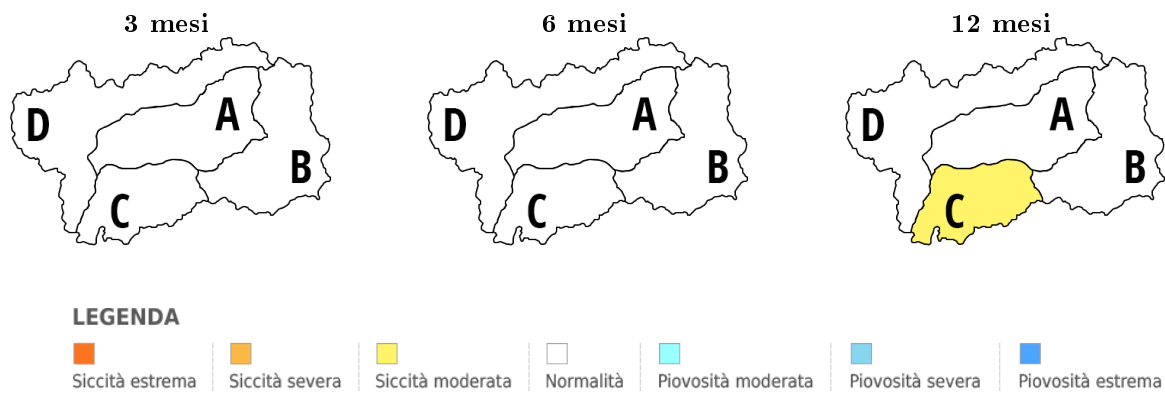 3 mesi 6 mesi 12 mesi
A A A
D D D
B B B
C C C
LEGENDA
Siccità estrema Siccità severa Siccità moderata Normalità Piovosità moderata Piovosità severa Piovosità estrema